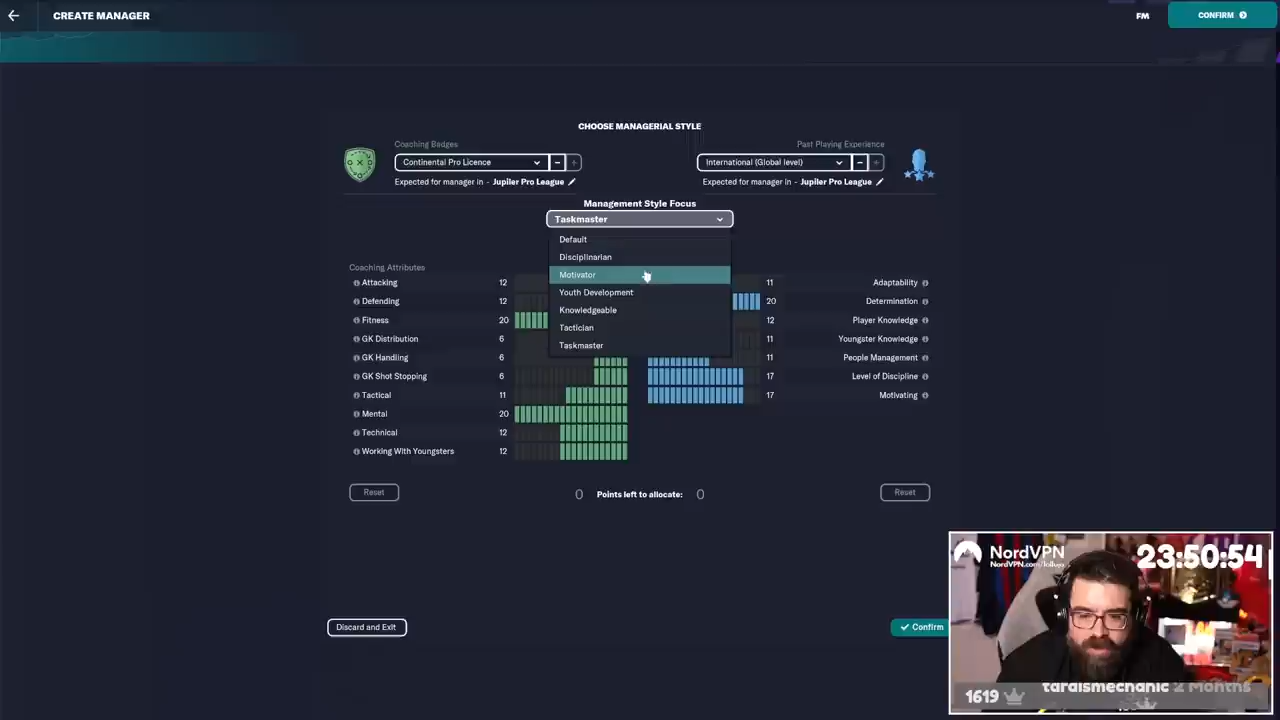 CREATE MANAGER
FM
CONFIRM
CHOOSE MANAGERIAL STYLE
Coaching Badges
Past Playing Experience
Continental Pro Licence
International (Global level)
Expected for manager in - Jupiler Pro League
Expected for manager in - Jupiler Pro League
Management Style Focus
Taskmaster
Default
Disciplinarian
Motivator
Youth Development
Knowledgeable
Tactician
Taskmaster
Coaching Attributes
Attacking 12
Defending 12
Fitness 20
GK Distribution 6
GK Handling 6
GK Shot Stopping 6
Tactical 11
Mental 20
Technical 12
Working With Youngsters 12
11 Adaptability
20 Determination
12 Player Knowledge
11 Youngster Knowledge
11 People Management
17 Level of Discipline
17 Motivating
Reset
0 Points left to allocate: 0
Reset
Discard and Exit
Confirm
NordVPN
23:50:54
1619
tardismechanic 2 Months